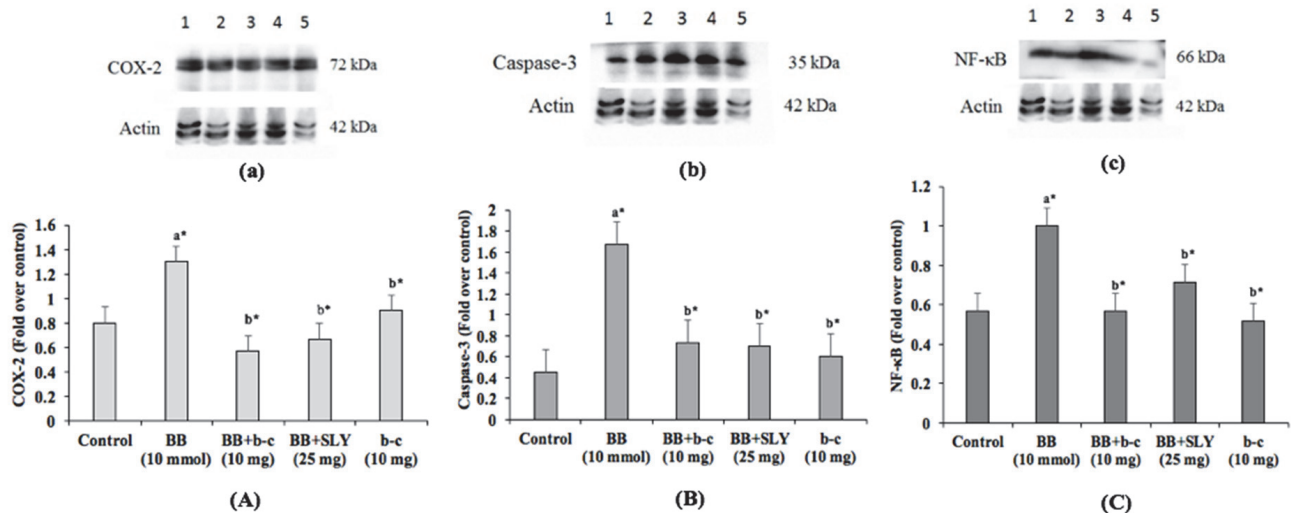 1 2 3 4 5
COX-2 72 kDa
Actin 42 kDa
(a)
1 2 3 4 5
Caspase-3 35 kDa
Actin 42 kDa
(b)
1 2 3 4 5
NF-κB 66 kDa
Actin 42 kDa
(c)
COX-2 (Fold over control)
1.6
1.4
1.2
1
0.8
0.6
0.4
0.2
0
a*
b*
b*
b*
Control BB BB+b-c BB+SLY b-c
(10 mmol) (10 mg) (25 mg) (10 mg)
(A)
Caspase-3 (Fold over control)
2
1.8
1.6
1.4
1.2
1
0.8
0.6
0.4
0.2
0
a*
b*
b*
b*
Control BB BB+b-c BB+SLY b-c
(10 mmol) (10 mg) (25 mg) (10 mg)
(B)
NF-κB (Fold over control)
1.2
1
0.8
0.6
0.4
0.2
0
a*
b*
b*
b*
Control BB BB+b-c BB+SLY b-c
(10 mmol) (10 mg) (25 mg) (10 mg)
(C)